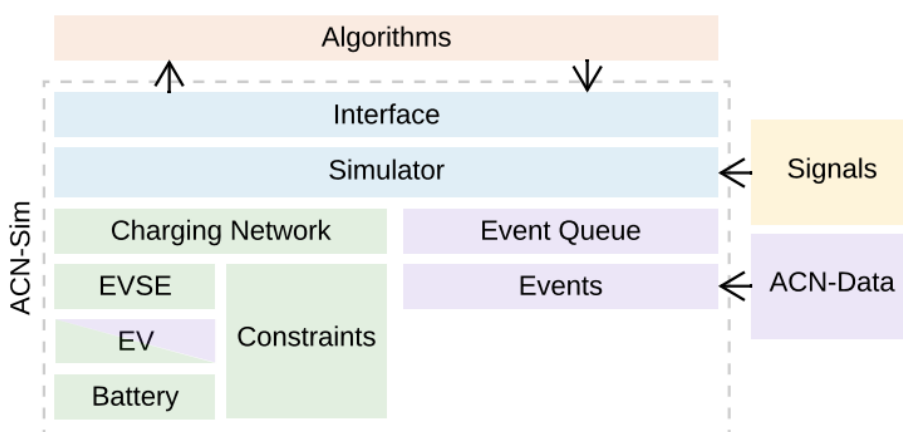 Algorithms
Interface
Simulator
Signals
Charging Network
Event Queue
ACN-Sim
EVSE
Events
ACN-Data
EV
Constraints
Battery